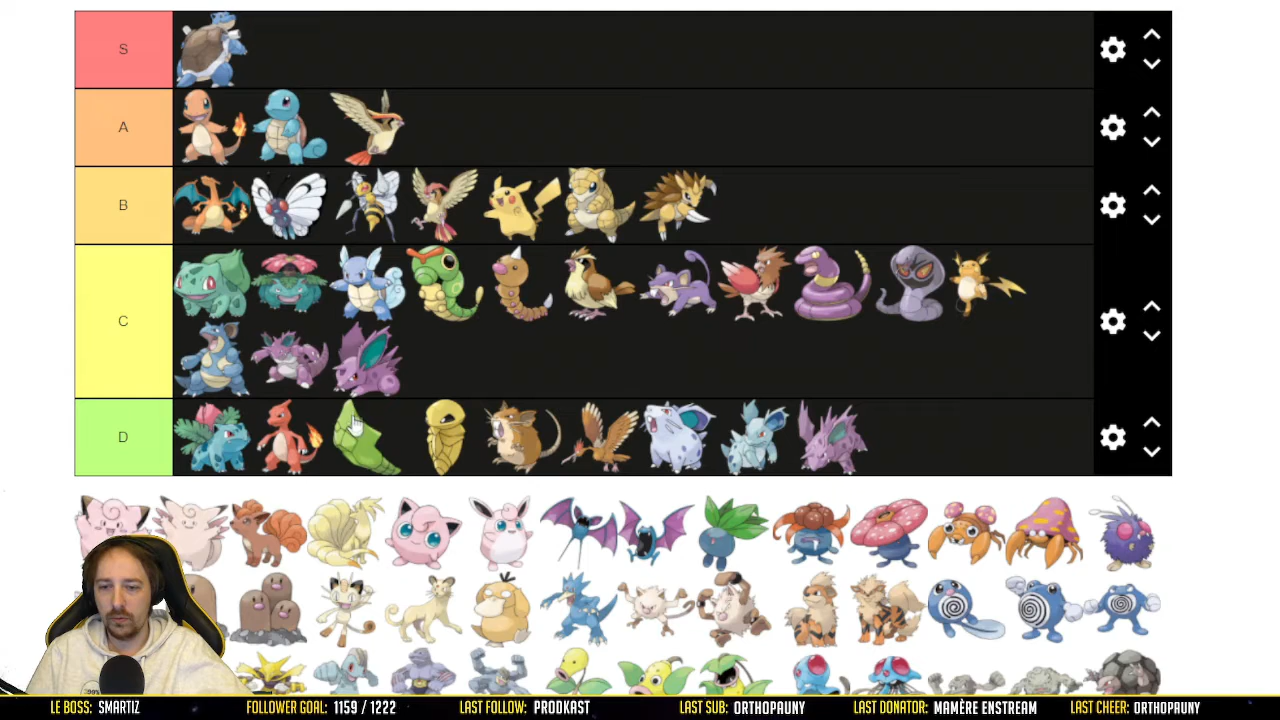 S
A
B
C
D
LE BOSS: SMARTIZ FOLLOWER GOAL: 1159 / 1222 LAST FOLLOW: PRODKAST LAST SUB: ORTHOPAUNY LAST DONATOR: MAMÈRE ENSTREAM LAST CHEER: ORTHOPAUNY